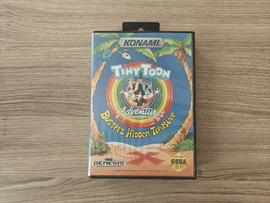 KONAMI
TINY TOON
Adventures
Buster's Hidden Treasure
GENESIS
SEGA